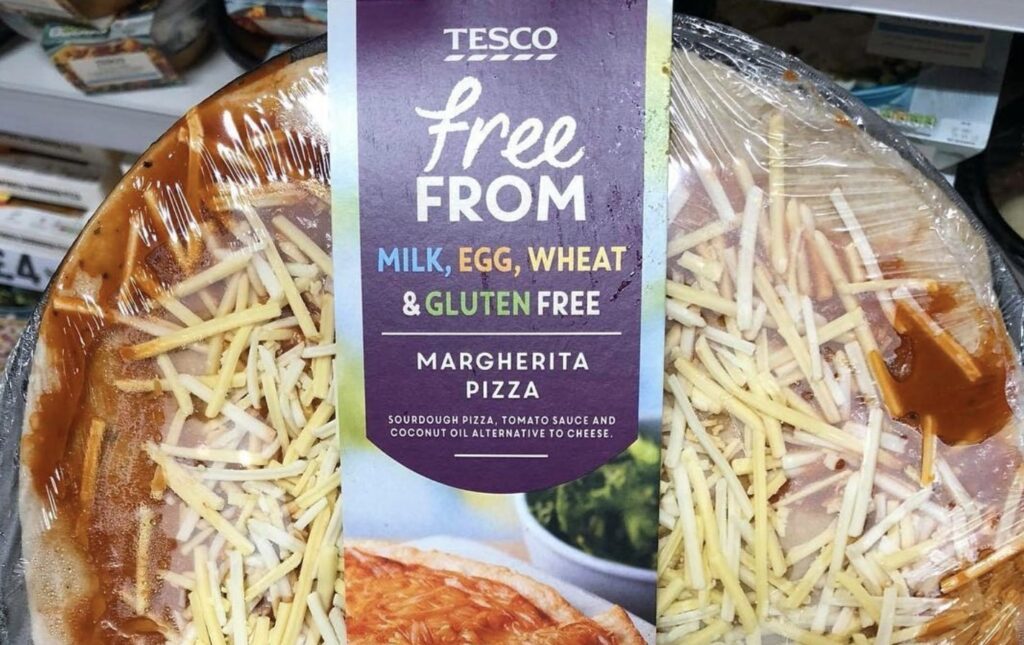 TESCO
free
FROM
MILK, EGG, WHEAT
& GLUTEN FREE
MARGHERITA
PIZZA
SOURDOUGH PIZZA, TOMATO SAUCE AND
COCONUT OIL ALTERNATIVE TO CHEESE.
£4